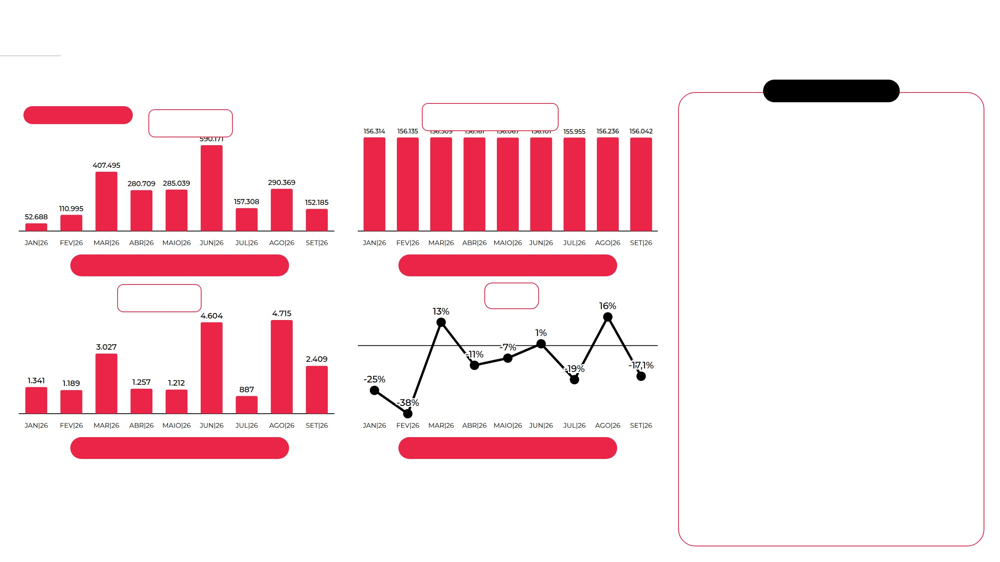 590.171
407.495
280.709 285.039 290.369
157.308 152.185
110.995
52.688
JAN|26 FEV|26 MAR|26 ABR|26 MAIO|26 JUN|26 JUL|26 AGO|26 SET|26
156.314 156.135 155.955 156.236 156.042
JAN|26 FEV|26 MAR|26 ABR|26 MAIO|26 JUN|26 JUL|26 AGO|26 SET|26
4.604 4.715
3.027
2.409
1.341 1.189 1.257 1.212 887
JAN|26 FEV|26 MAR|26 ABR|26 MAIO|26 JUN|26 JUL|26 AGO|26 SET|26
16%
13%
1%
-7%
-11%
-19% -17,1%
-25%
-38%
JAN|26 FEV|26 MAR|26 ABR|26 MAIO|26 JUN|26 JUL|26 AGO|26 SET|26